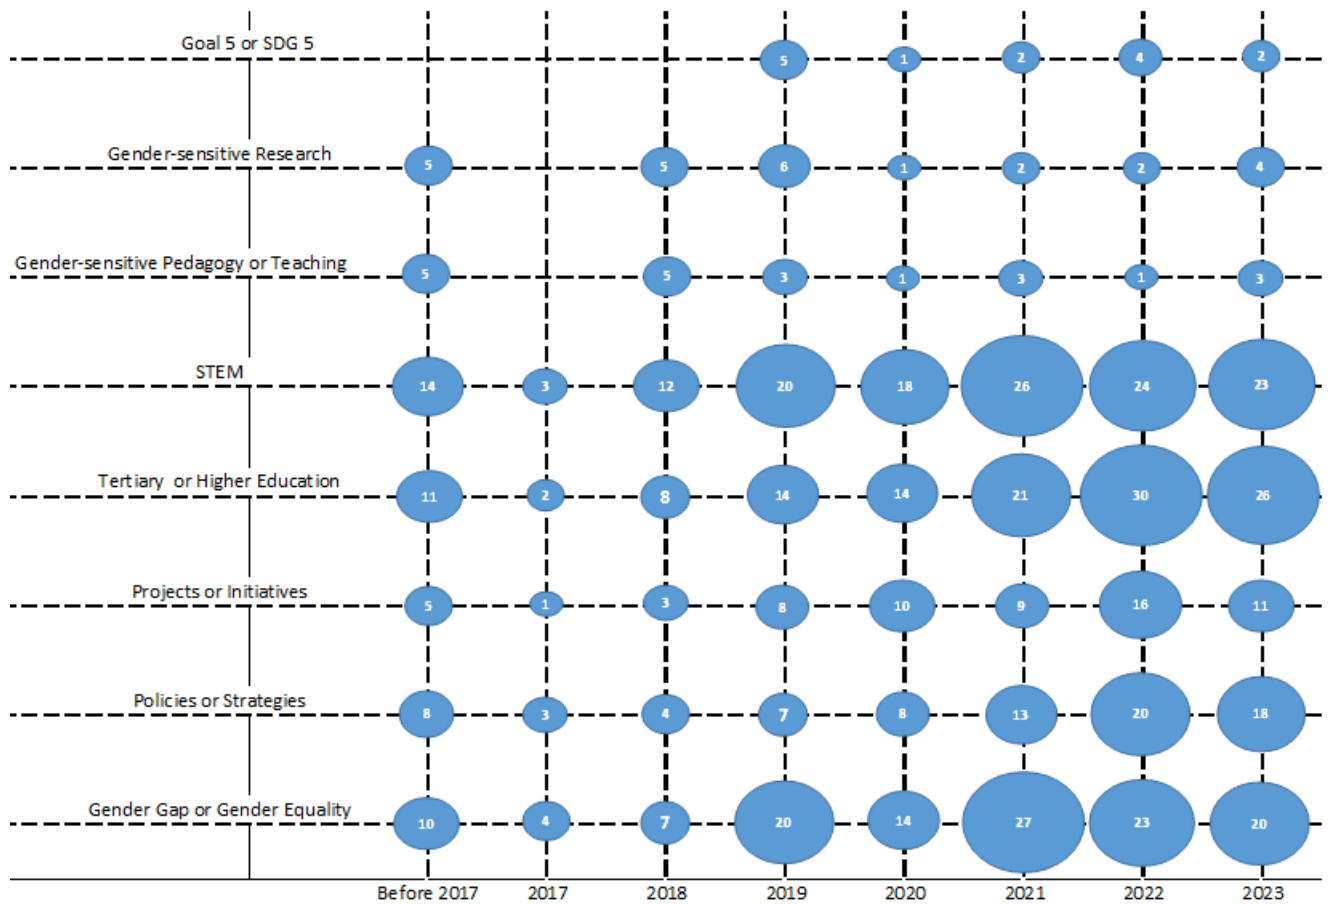 Goal 5 or SDG 5
5 1 2 4 2
Gender-sensitive Research
5 5 6 1 2 2 4
Gender-sensitive Pedagogy or Teaching
5 5 3 1 3 1 3
STEM
14 3 12 20 18 26 24 23
Tertiary or Higher Education
11 2 8 14 14 21 30 26
Projects or Initiatives
5 1 3 8 10 9 16 11
Policies or Strategies
8 3 4 7 8 13 20 18
Gender Gap or Gender Equality
10 4 7 20 14 27 23 20
Before 2017 2017 2018 2019 2020 2021 2022 2023